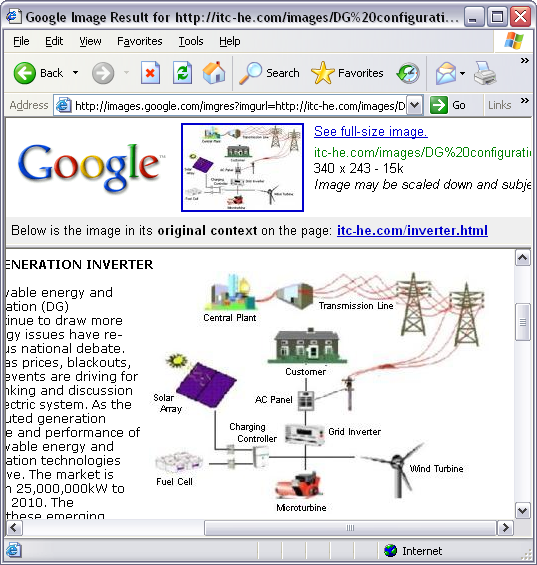 Google Image Result for http://itc-he.com/images/DG%20configurati...
File Edit View Favorites Tools Help
Back Search Favorites
Address http://images.google.com/imgres?imgurl=http://itc-he.com/images/D Go Links
Google™
See full-size image.
itc-he.com/images/DG%20configurati
340 x 243 - 15k
Image may be scaled down and subje
Below is the image in its original context on the page: itc-he.com/inverter.html
ENERATION INVERTER
vable energy and
ation (DG)
tinue to draw more
gy issues have re-
us national debate.
as prices, blackouts,
events are driving for
nking and discussion
ectric system. As the
uted generation
e and performance of
vable energy and
ation technologies
ve. The market is
n 25,000,000kW to
2010. The
these emerging
Central Plant
Transmission Line
Customer
Solar
Array
AC Panel
Charging
Controller
Grid Inverter
Fuel Cell
Wind Turbine
Microturbine
Internet